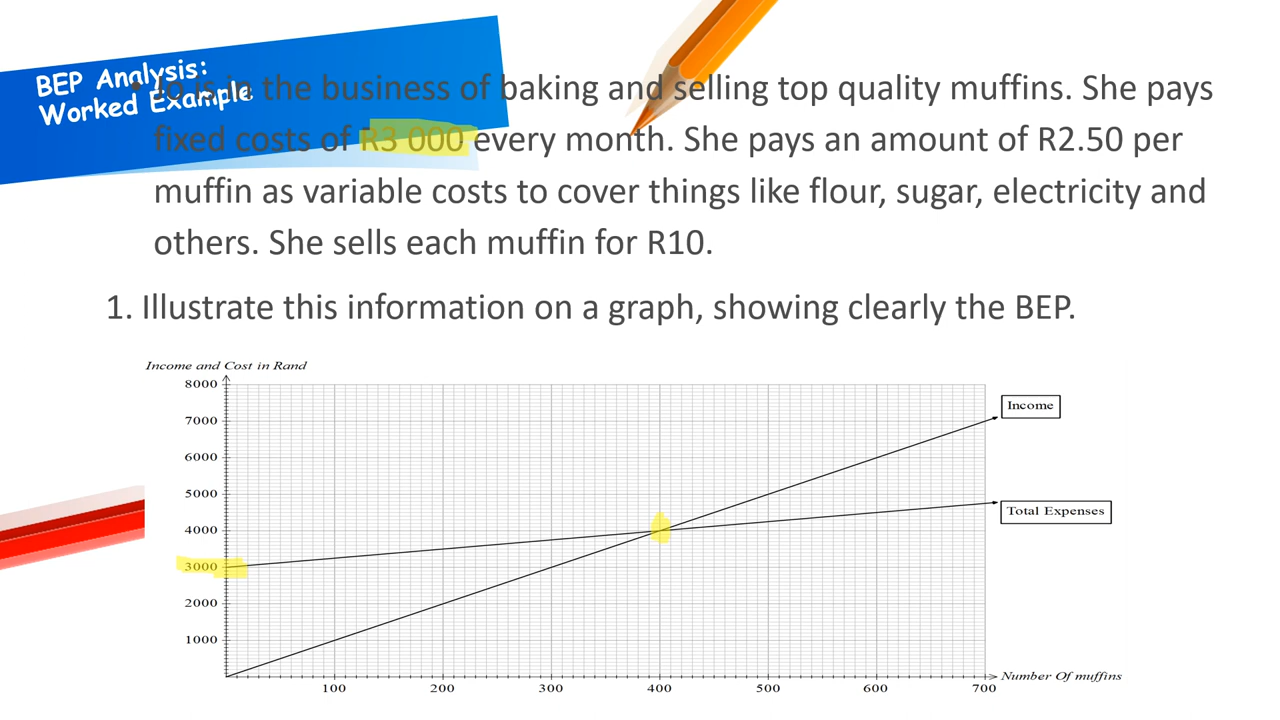 BEP Analysis:
Worked Example
• Jo is in the business of baking and selling top quality muffins. She pays
fixed costs of R3 000 every month. She pays an amount of R2.50 per
muffin as variable costs to cover things like flour, sugar, electricity and
others. She sells each muffin for R10.
1. Illustrate this information on a graph, showing clearly the BEP.
Income and Cost in Rand
8000
7000
6000
5000
4000
3000
2000
1000
Income
Total Expenses
100 200 300 400 500 600 700
Number Of muffins